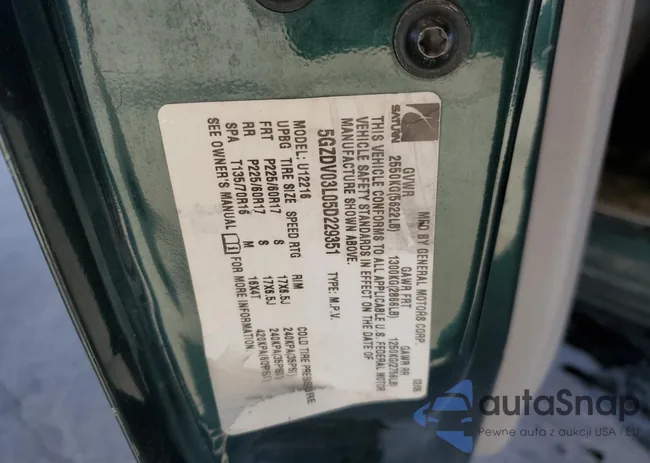 SATURN
MFD BY GENERAL MOTORS CORP.
GVWR GAWR FRT GAWR RR
2550KG(5622LB) 1300KG(2866LB) 1250KG(2756LB)
THIS VEHICLE CONFORMS TO ALL APPLICABLE U.S. FEDERAL MOTOR
VEHICLE SAFETY STANDARDS IN EFFECT ON THE DATE OF
MANUFACTURE SHOWN ABOVE.
5GZDV03L05D229351 TYPE: M.P.V.
MODEL: U12216
UPBG TIRE SIZE SPEED RTG RIM COLD TIRE PRESSURE
FRT P225/60R17 S 17X6.5J 240KPA(35PSI)
RR P225/60R17 S 17X6.5J 240KPA(35PSI)
SPA T135/70R16 M 16X4T 420KPA(60PSI)
SEE OWNER'S MANUAL FOR MORE INFORMATION.
autaSnap
Pewne auta z aukcji USA - EU